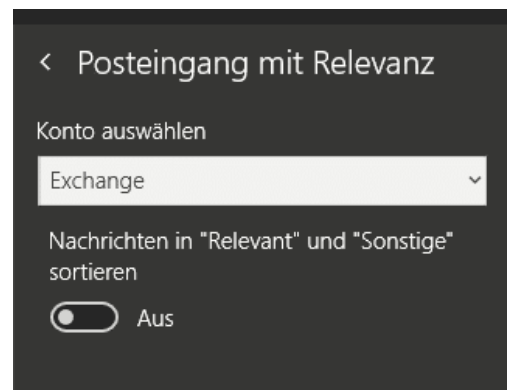 Posteingang mit Relevanz
Konto auswählen
Exchange
Nachrichten in "Relevant" und "Sonstige"
sortieren
Aus